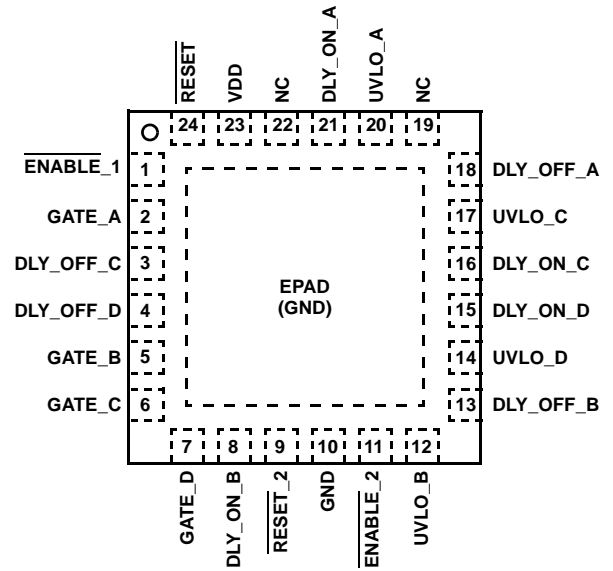 RESET
VDD
NC
DLY_ON_A
UVLO_A
NC
24 23 22 21 20 19
ENABLE_1 1
GATE_A 2
DLY_OFF_C 3
DLY_OFF_D 4
GATE_B 5
GATE_C 6
EPAD
(GND)
18 DLY_OFF_A
17 UVLO_C
16 DLY_ON_C
15 DLY_ON_D
14 UVLO_D
13 DLY_OFF_B
7 8 9 10 11 12
GATE_D
DLY_ON_B
RESET_2
GND
ENABLE_2
UVLO_B